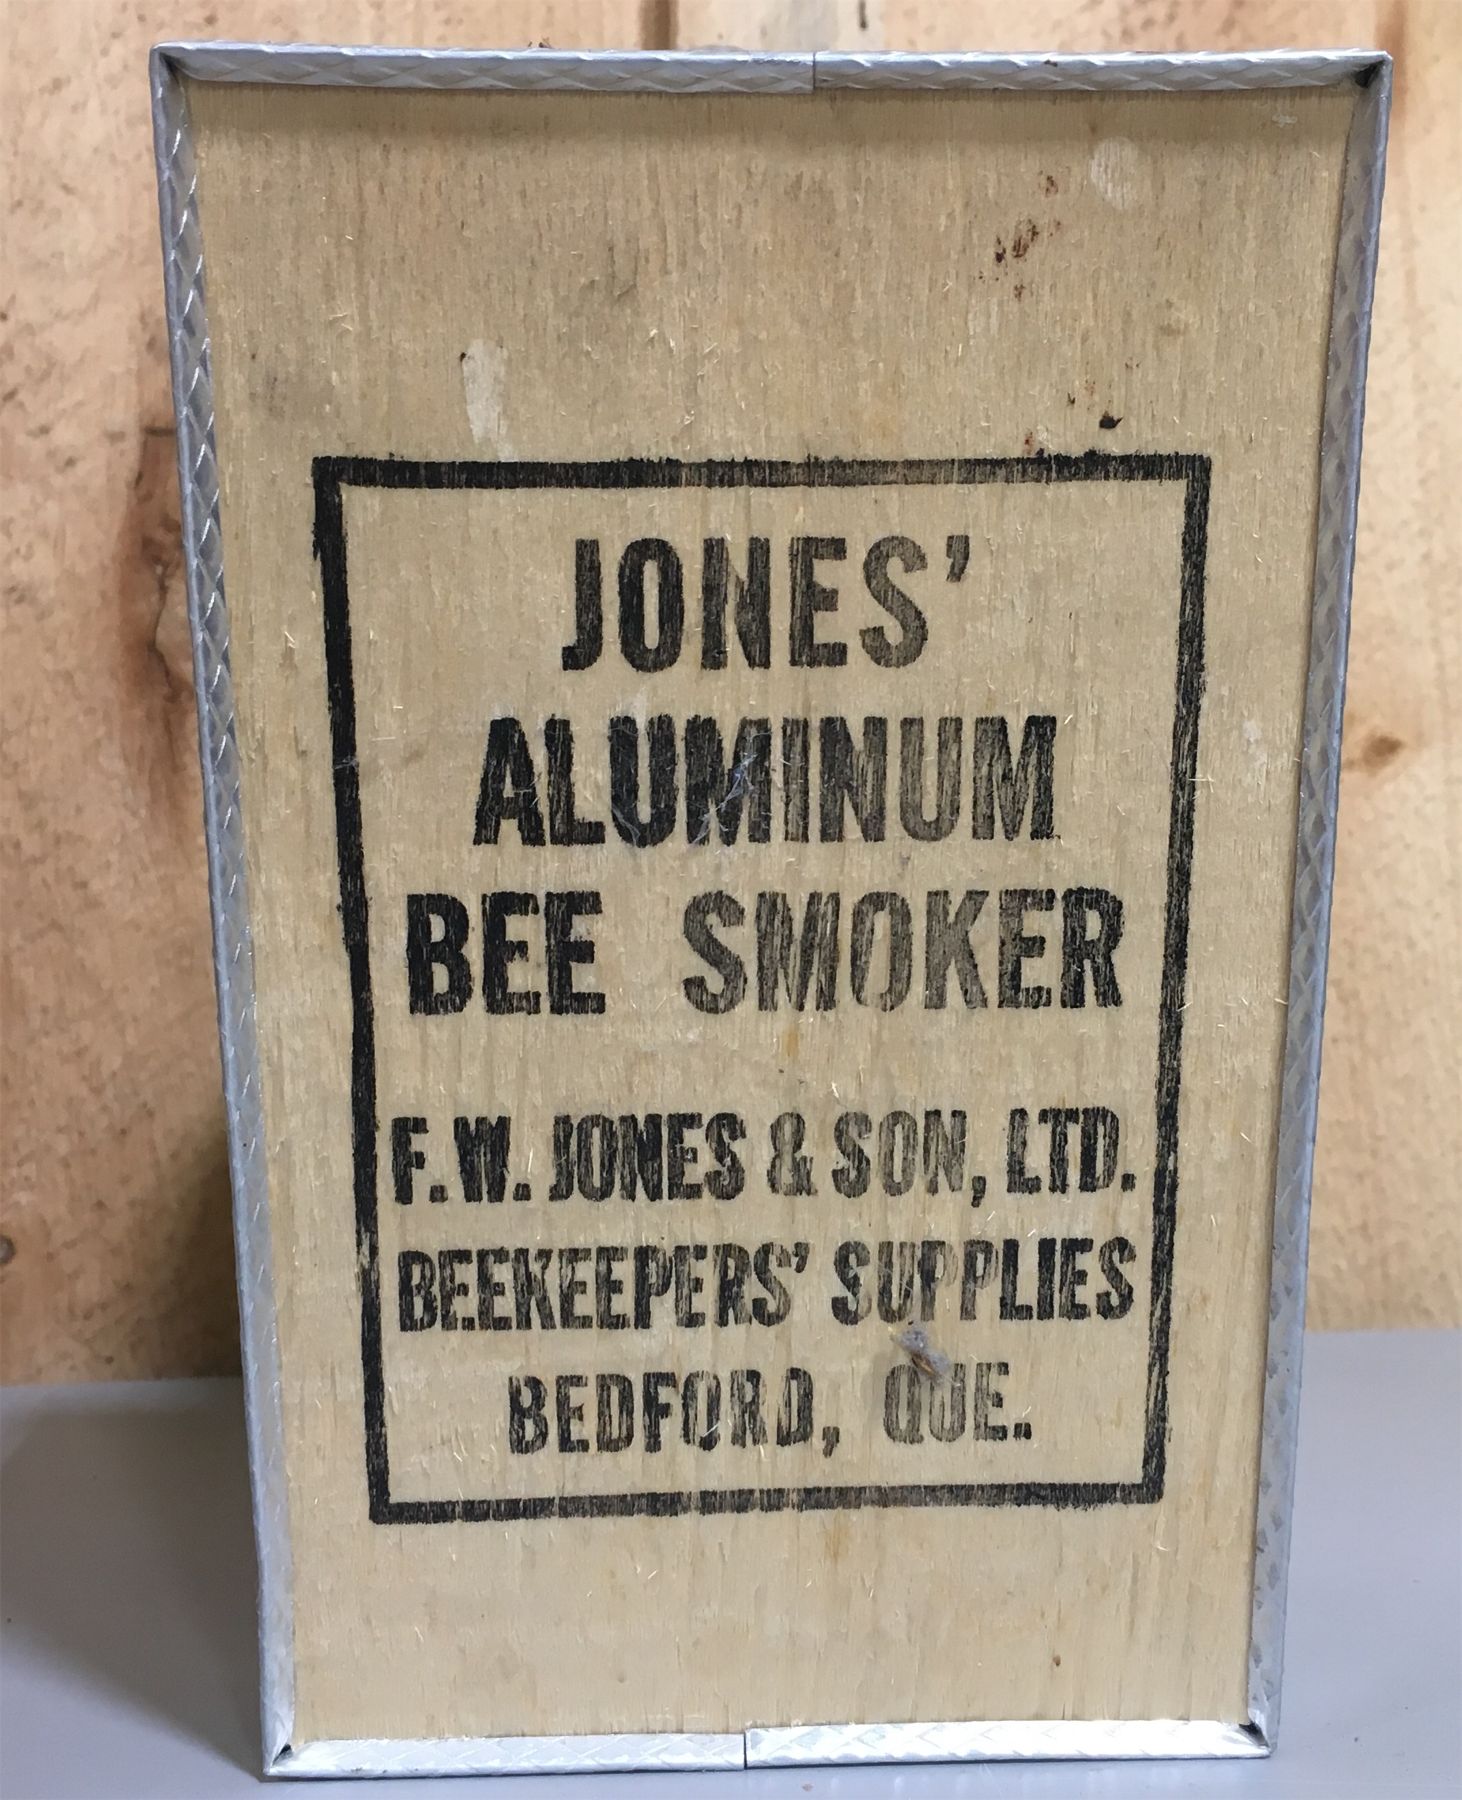 JONES'
ALUMINUM
BEE SMOKER
F.W. JONES & SON, LTD.
BEEKEEPERS' SUPPLIES
BEDFORD, QUE.